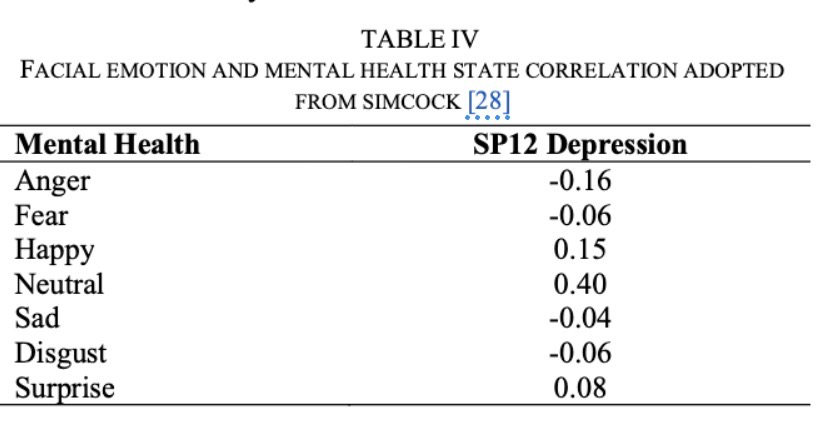 TABLE IV
FACIAL EMOTION AND MENTAL HEALTH STATE CORRELATION ADOPTED
FROM SIMCOCK [28]
Mental Health SP12 Depression
Anger -0.16
Fear -0.06
Happy 0.15
Neutral 0.40
Sad -0.04
Disgust -0.06
Surprise 0.08